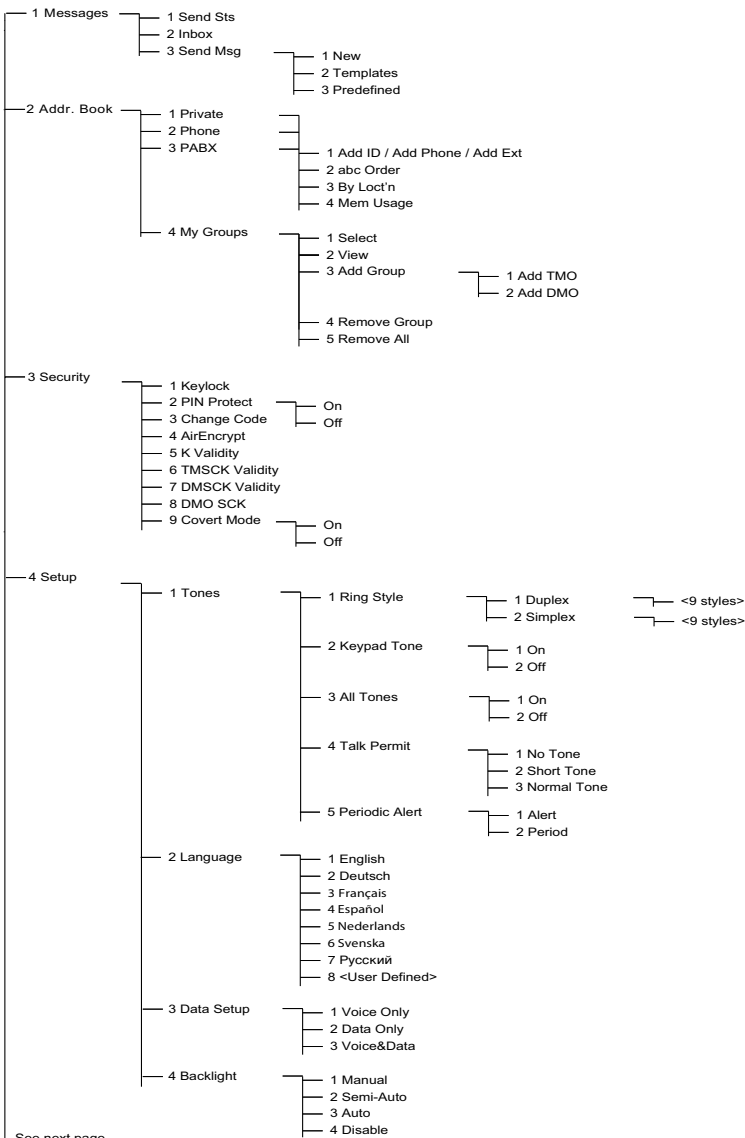 1 Messages
1 Send Sts
2 Inbox
3 Send Msg
1 New
2 Templates
3 Predefined
2 Addr. Book
1 Private
2 Phone
3 PABX
1 Add ID / Add Phone / Add Ext
2 abc Order
3 By Loct'n
4 Mem Usage
4 My Groups
1 Select
2 View
3 Add Group
1 Add TMO
2 Add DMO
4 Remove Group
5 Remove All
3 Security
1 Keylock
2 PIN Protect
On
Off
3 Change Code
4 AirEncrypt
5 K Validity
6 TMSCK Validity
7 DMSCK Validity
8 DMO SCK
9 Covert Mode
On
Off
4 Setup
1 Tones
1 Ring Style
1 Duplex
<9 styles>
2 Simplex
<9 styles>
2 Keypad Tone
1 On
2 Off
3 All Tones
1 On
2 Off
4 Talk Permit
1 No Tone
2 Short Tone
3 Normal Tone
5 Periodic Alert
1 Alert
2 Period
2 Language
1 English
2 Deutsch
3 Français
4 Español
5 Nederlands
6 Svenska
7 Русский
8 <User Defined>
3 Data Setup
1 Voice Only
2 Data Only
3 Voice&Data
4 Backlight
1 Manual
2 Semi-Auto
3 Auto
4 Disable
See next page